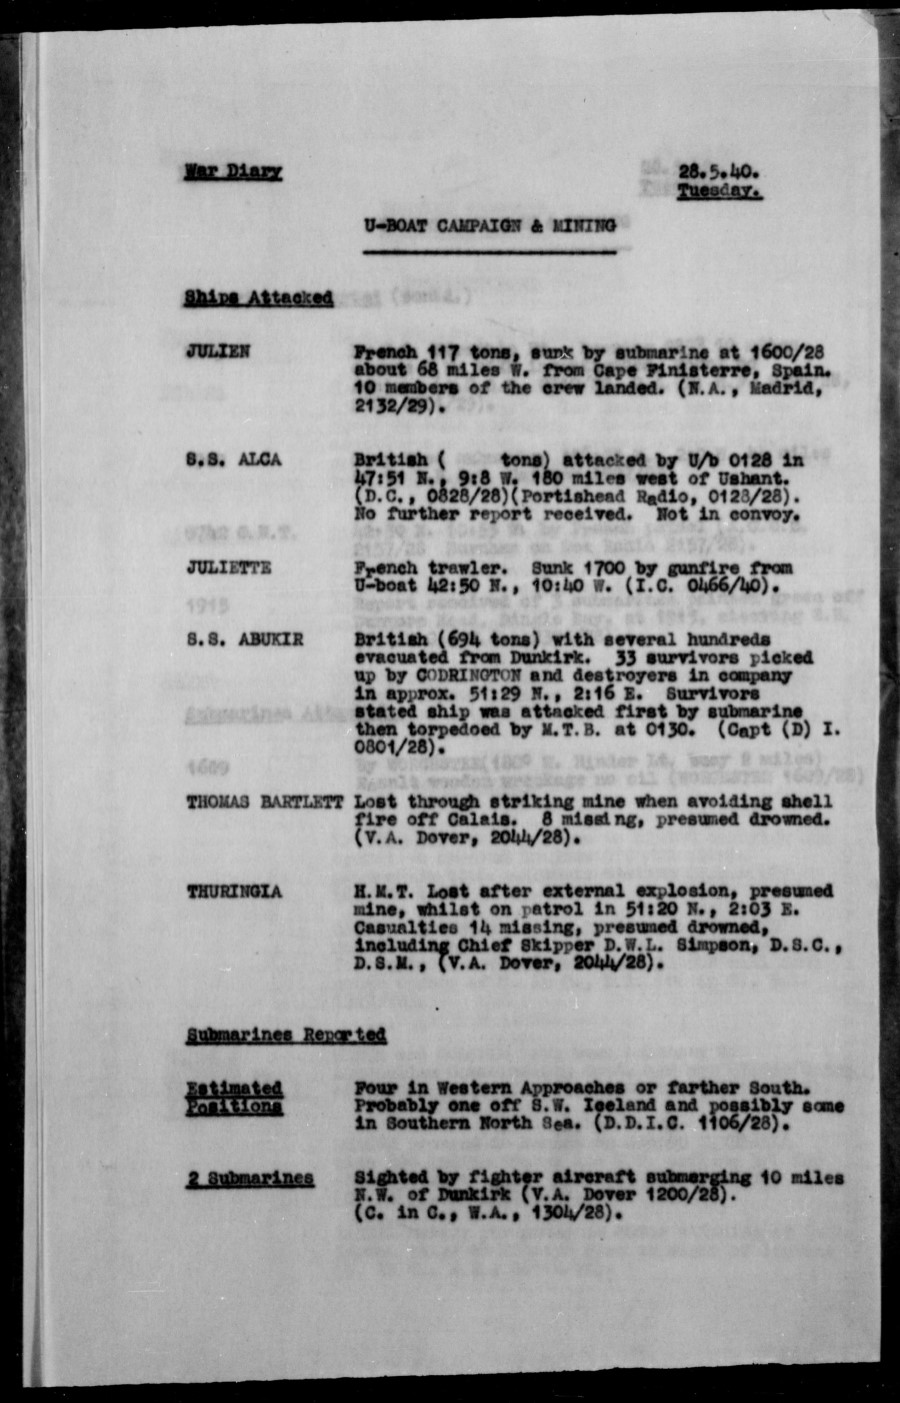 War Diary
28.5.40.
Tuesday.
U-BOAT CAMPAIGN & MINING
Ships Attacked
JULIEN French 117 tons, sunk by submarine at 1600/28
about 68 miles W. from Cape Finisterre, Spain.
10 members of the crew landed. (N.A., Madrid,
2132/29).
S.S. ALCA British ( tons) attacked by U/b 0128 in
47:51 N., 9:8 W. 180 miles west of Ushant.
(D.C., 0828/28)(Portishead Radio, 0128/28).
No further report received. Not in convoy.
JULIETTE French trawler. Sunk 1700 by gunfire from
U-boat 42:50 N., 10:40 W. (I.C. 0466/40).
S.S. ABUKIR British (694 tons) with several hundreds
evacuated from Dunkirk. 33 survivors picked
up by CODRINGTON and destroyers in company
in approx. 51:29 N., 2:16 E. Survivors
stated ship was attacked first by submarine
then torpedoed by M.T.B. at 0130. (Capt (D) I.
0801/28).
THOMAS BARTLETT Lost through striking mine when avoiding shell
fire off Calais. 8 missing, presumed drowned.
(V.A. Dover, 2044/28).
THURINGIA H.M.T. Lost after external explosion, presumed
mine, whilst on patrol in 51:20 N., 2:03 E.
Casualties 14 missing, presumed drowned,
including Chief Skipper D.W.L. Simpson, D.S.C.,
D.S.M., (V.A. Dover, 2044/28).
Submarines Reported
Estimated Four in Western Approaches or farther South.
Positions Probably one off S.W. Iceland and possibly some
in Southern North Sea. (D.D.I.C. 1106/28).
2 Submarines Sighted by fighter aircraft submerging 10 miles
N.W. of Dunkirk (V.A. Dover 1200/28).
(C. in C., W.A., 1304/28).